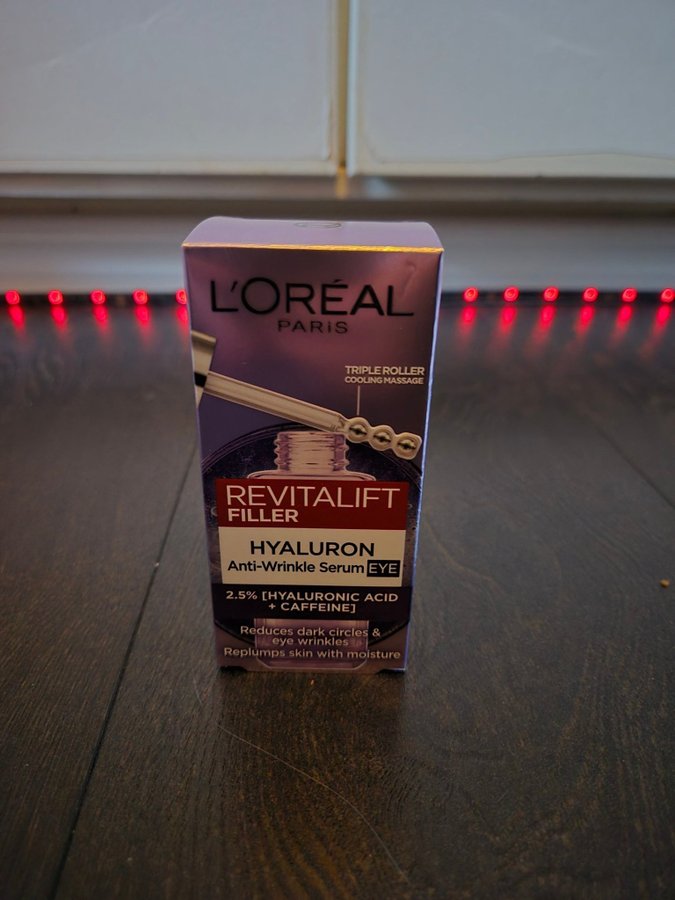 L'ORÉAL
PARIS
TRIPLE ROLLER
COOLING MASSAGE
REVITALIFT
FILLER
HYALURON
Anti-Wrinkle Serum EYE
2.5% [HYALURONIC ACID
+ CAFFEINE]
Reduces dark circles &
eye wrinkles
Replumps skin with moisture